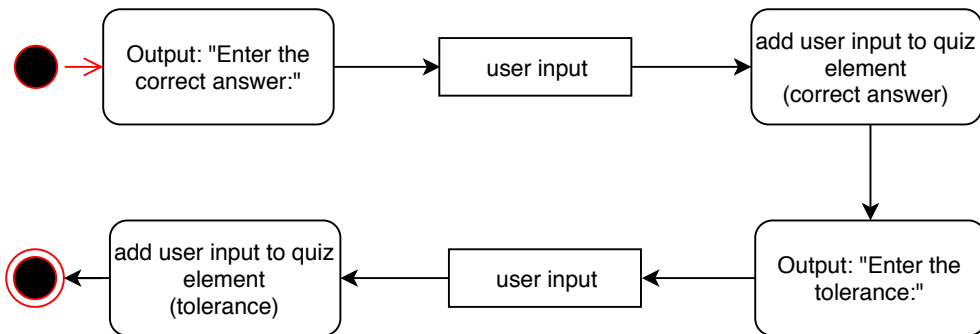 Output: "Enter the
correct answer:"
user input
add user input to quiz
element
(correct answer)
Output: "Enter the
tolerance:"
user input
add user input to quiz
element
(tolerance)